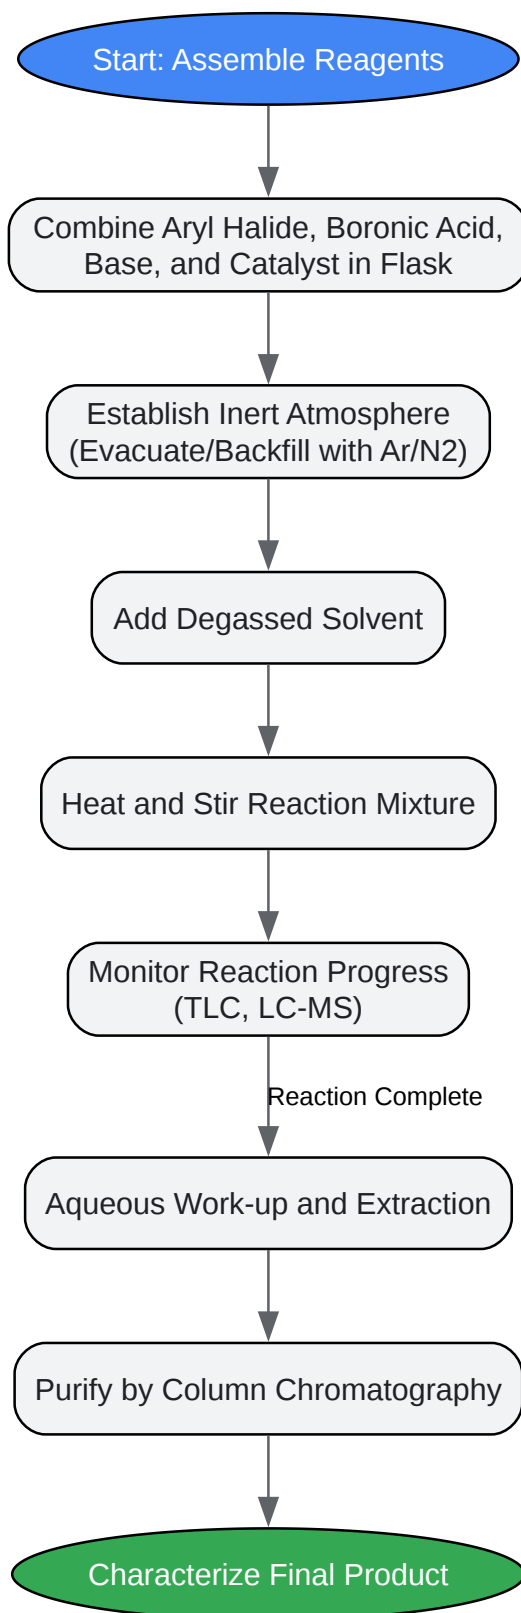 Start: Assemble Reagents
Combine Aryl Halide, Boronic Acid,
Base, and Catalyst in Flask
Establish Inert Atmosphere
(Evacuate/Backfill with Ar/N2)
Add Degassed Solvent
Heat and Stir Reaction Mixture
Monitor Reaction Progress
(TLC, LC-MS)
Reaction Complete
Aqueous Work-up and Extraction
Purify by Column Chromatography
Characterize Final Product